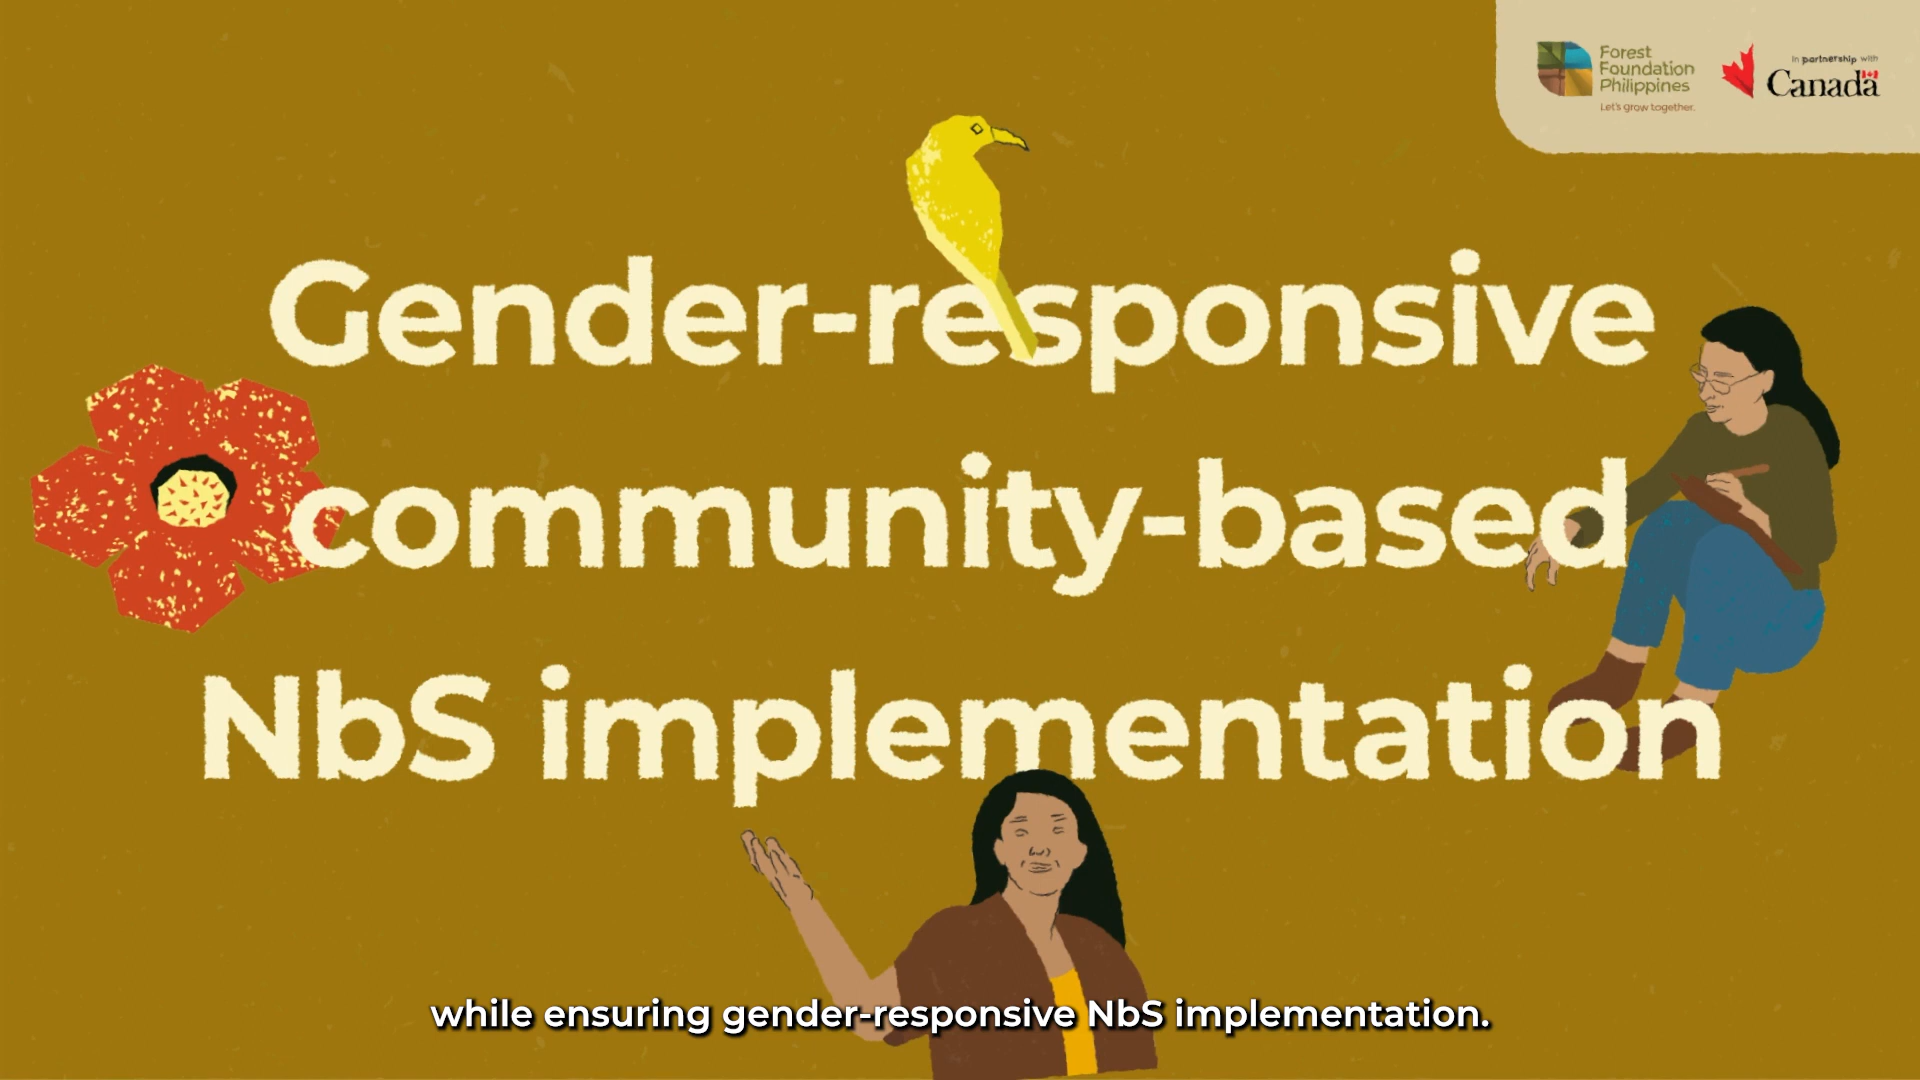 Forest
Foundation
Philippines
Let's grow together.
In partnership with
Canada
Gender-responsive
community-based
NbS implementation
while ensuring gender-responsive NbS implementation.